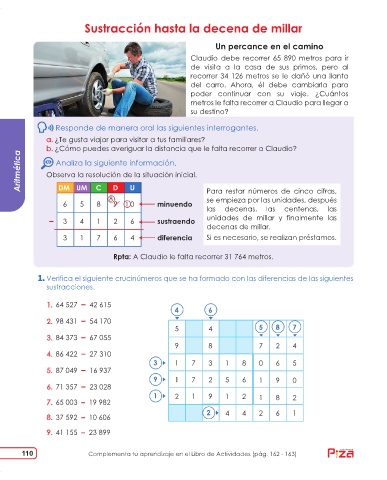 Sustracción hasta la decena de millar
Un percance en el camino
Claudio debe recorrer 65 890 metros para ir
de visita a la casa de sus primos, pero al
recorrer 34 126 metros se le dañó una llanta
del carro. Ahora, él debe cambiarla para
poder continuar con su viaje. ¿Cuántos
metros le falta recorrer a Claudio para llegar a
su destino?
Aritmética
Responde de manera oral las siguientes interrogantes.
a. ¿Te gusta viajar para visitar a tus familiares?
b. ¿Cómo puedes averiguar la distancia que le falta recorrer a Claudio?
Analiza la siguiente información.
Observa la resolución de la situación inicial.
DM UM C D U
6 5 8 9 10 minuendo
− 3 4 1 2 6 sustraendo
3 1 7 6 4 diferencia
Para restar números de cinco cifras,
se empieza por las unidades, después
las decenas, las centenas, las
unidades de millar y finalmente las
decenas de millar.
Si es necesario, se realizan préstamos.
Rpta: A Claudio le falta recorrer 31 764 metros.
1. Verifica el siguiente crucinúmeros que se ha formado con las diferencias de las siguientes
sustracciones.
1. 64 527 − 42 615
2. 98 431 − 54 170
3. 84 373 − 67 055
4. 86 422 − 27 310
5. 87 049 − 16 937
6. 71 357 − 23 028
7. 65 003 − 19 982
8. 37 592 − 10 606
9. 41 155 − 23 899
4 6
5 4 5 8 7
9 8 7 2 4
3 1 7 3 1 8 0 6 5
9 1 7 2 5 6 1 9 0
1 2 1 9 1 2 1 8 2
2 4 4 2 6 1
110
Complementa tu aprendizaje en el Libro de Actividades (pág. 162 - 163)
Piza